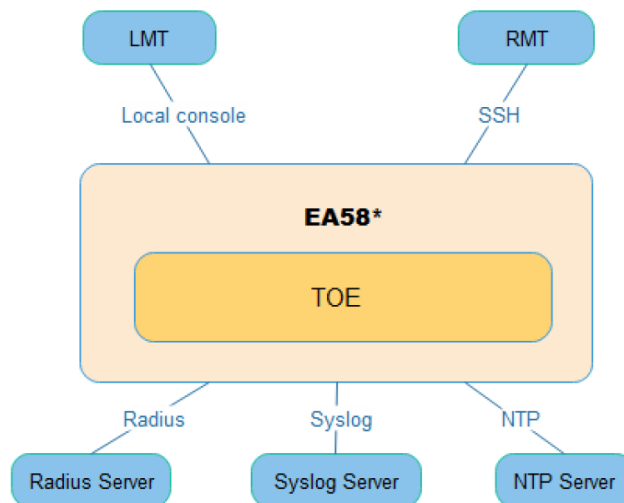 LMT
RMT
Local console
SSH
EA58*
TOE
Radius
Syslog
NTP
Radius Server
Syslog Server
NTP Server